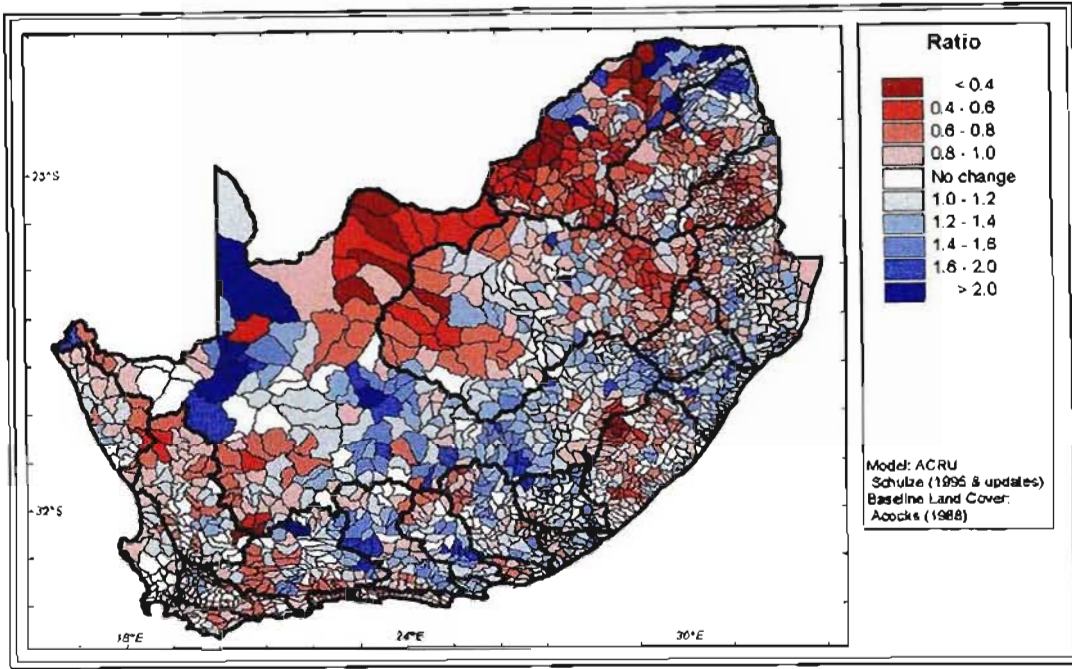 Ratio
< 0.4
0.4 - 0.6
0.6 - 0.8
0.8 - 1.0
No change
1.0 - 1.2
1.2 - 1.4
1.4 - 1.6
1.6 - 2.0
> 2.0
Model: ACRU
Schulze (1995 & updates)
Baseline Land Cover:
Acocks (1988)
23°S
32°S
18°E
24°E
30°E